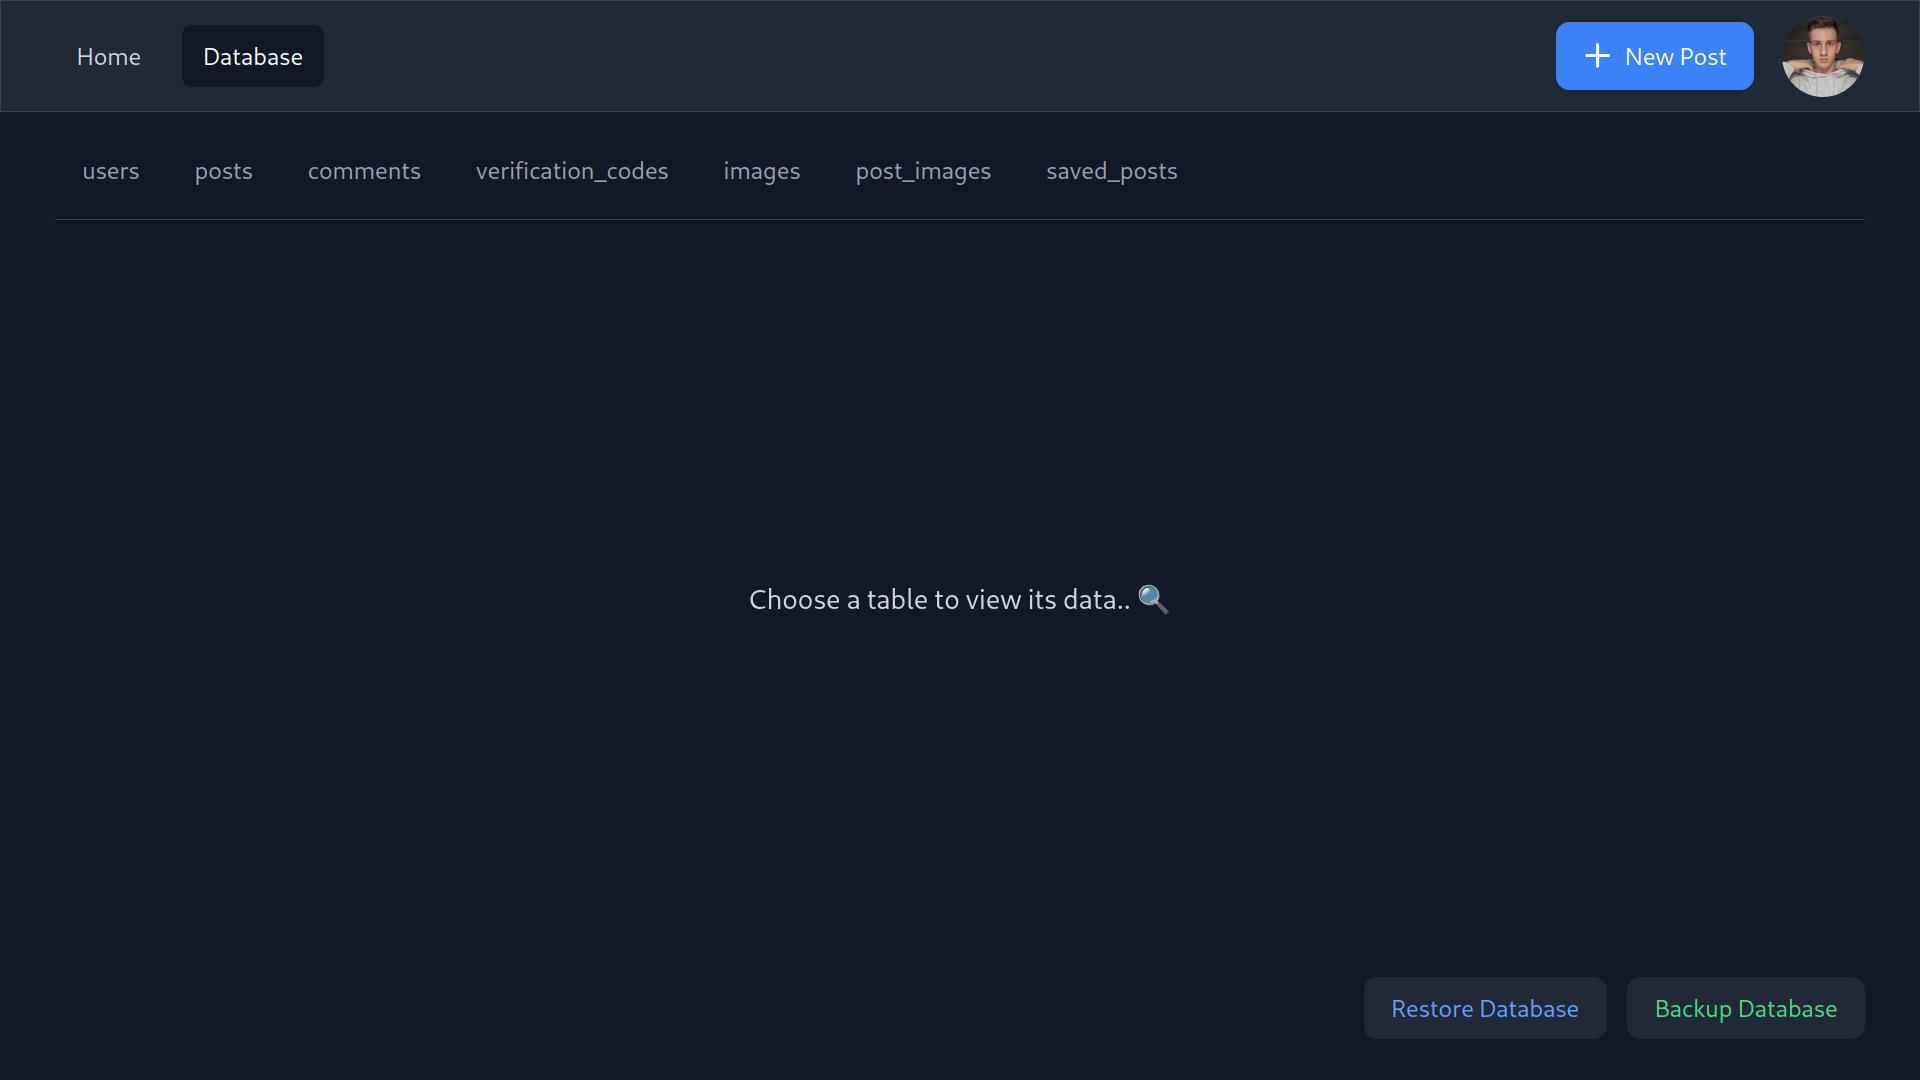 Home Database New Post
users posts comments verification_codes images post_images saved_posts
Choose a table to view its data.. 🔍
Restore Database Backup Database